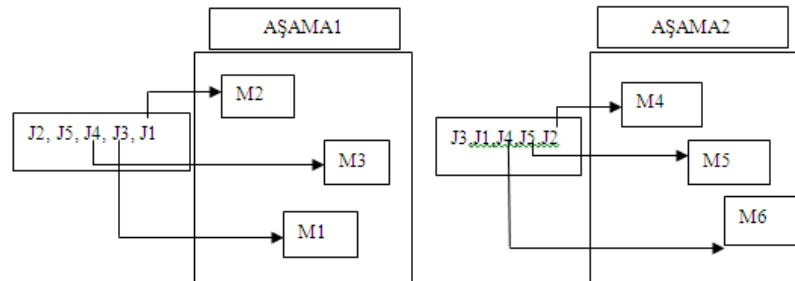 AŞAMA1
AŞAMA2
M2
M4
J2, J5, J4, J3, J1
J3,J1,J4,J5,J2
M3
M5
M1
M6